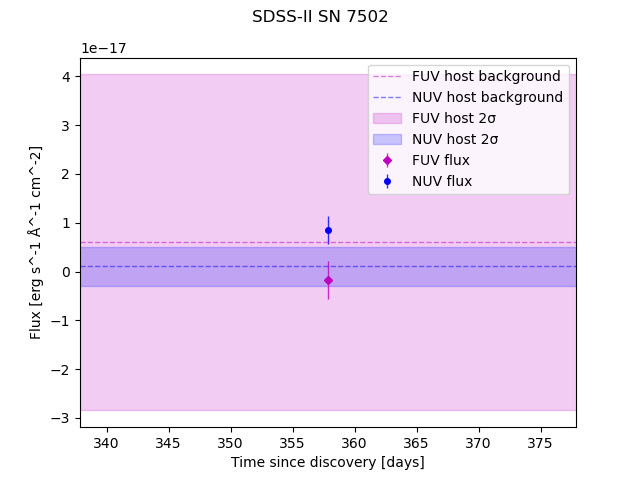 SDSS-II SN 7502
1e−17
FUV host background
NUV host background
FUV host 2σ
NUV host 2σ
FUV flux
NUV flux
4
3
2
1
0
−1
−2
−3
Flux [erg s^-1 Å^-1 cm^-2]
340 345 350 355 360 365 370 375
Time since discovery [days]